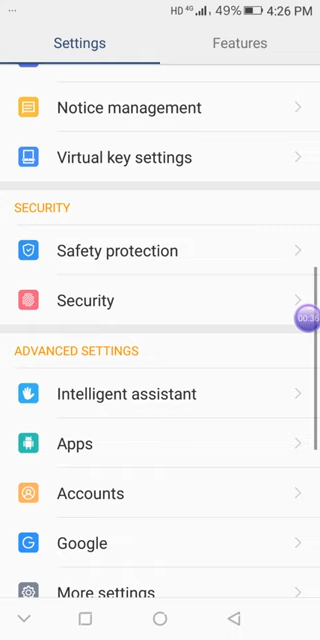 ... HD 4G 49% 4:26 PM
Settings Features
Notice management
Virtual key settings
SECURITY
Safety protection
Security
00:36
ADVANCED SETTINGS
Intelligent assistant
Apps
Accounts
Google
More settings